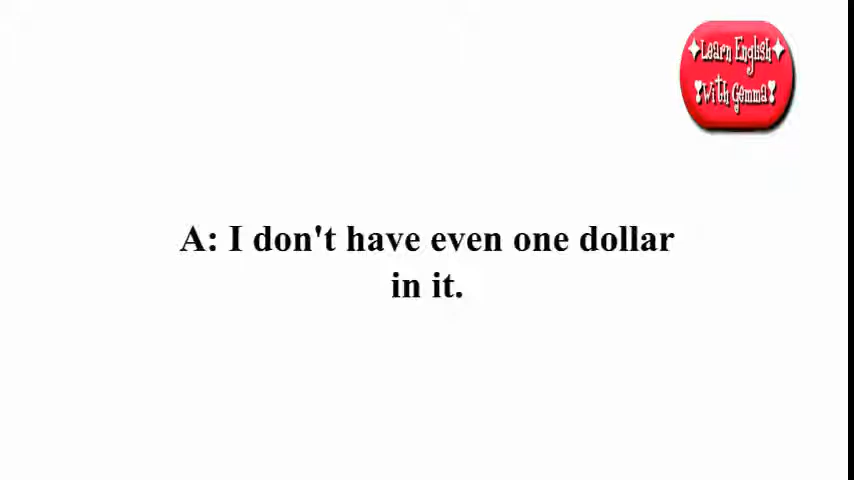 ✦Learn English✦
❣With Gemma❣
A: I don't have even one dollar
in it.